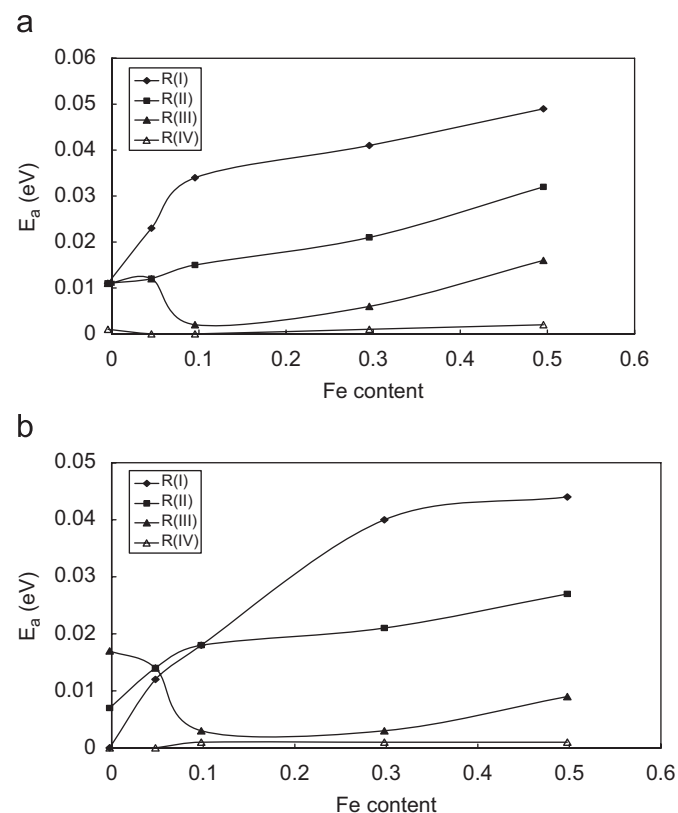 a
0.06
0.05
0.04
0.03
0.02
0.01
0
E_a (eV)
R(I)
R(II)
R(III)
R(IV)
0 0.1 0.2 0.3 0.4 0.5 0.6
Fe content
b
0.05
0.04
0.03
0.02
0.01
0
E_a (eV)
R(I)
R(II)
R(III)
R(IV)
0 0.1 0.2 0.3 0.4 0.5 0.6
Fe content